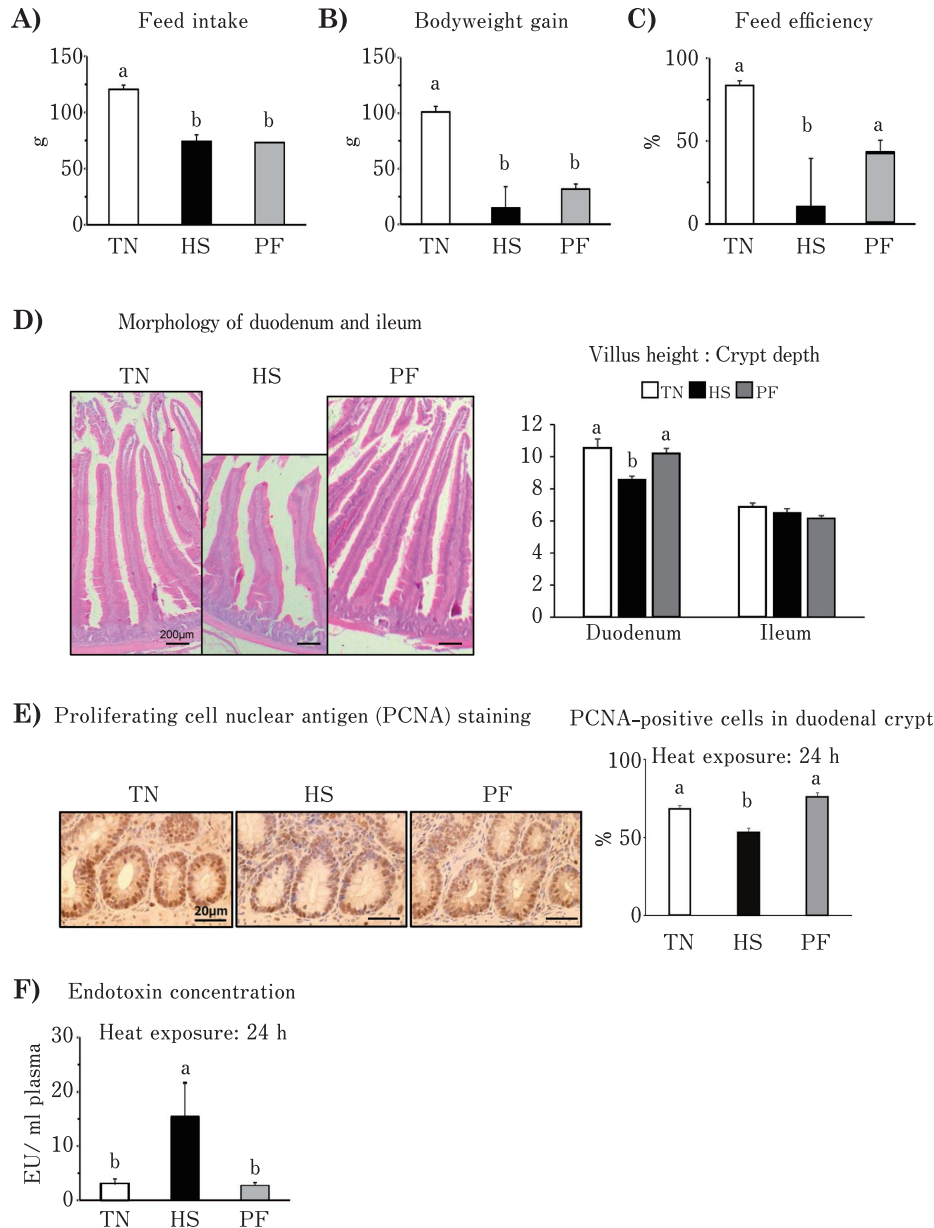 A) Feed intake
150
100
50
0
g
a
b
b
TN HS PF
B) Bodyweight gain
150
100
50
0
g
a
b
b
TN HS PF
C) Feed efficiency
100
50
0
%
a
b
a
TN HS PF
D) Morphology of duodenum and ileum
TN HS PF
200μm
Villus height : Crypt depth
TN HS PF
12
10
8
6
4
2
0
a
b
a
Duodenum Ileum
E) Proliferating cell nuclear antigen (PCNA) staining
TN HS PF
20μm
PCNA-positive cells in duodenal crypt
Heat exposure: 24 h
100
50
0
%
a
b
a
TN HS PF
F) Endotoxin concentration
Heat exposure: 24 h
30
20
10
0
EU/ ml plasma
b
a
b
TN HS PF